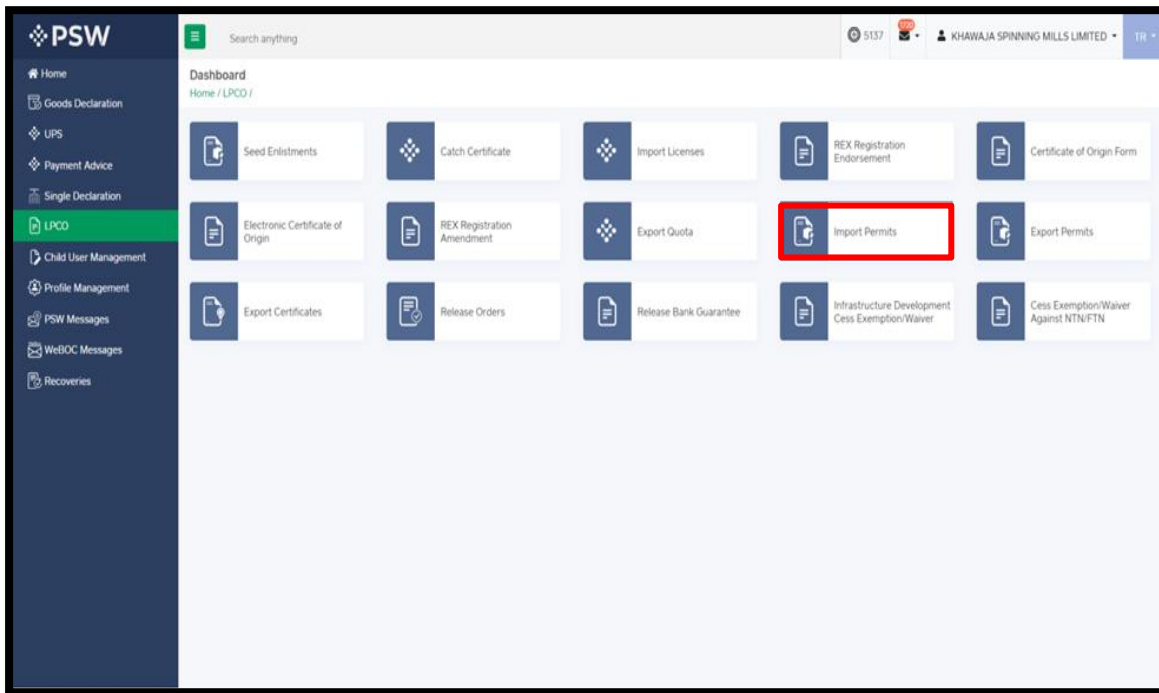 PSW
Search anything
5137
1720
KHAWAJA SPINNING MILLS LIMITED
TR
Home
Goods Declaration
UPS
Payment Advice
Single Declaration
LPCO
Child User Management
Profile Management
PSW Messages
WeBOC Messages
Recoveries
Dashboard
Home / LPCO /
Seed Enlistments
Catch Certificate
Import Licenses
REX Registration
Endorsement
Certificate of Origin Form
Electronic Certificate of
Origin
REX Registration
Amendment
Export Quota
Import Permits
Export Permits
Export Certificates
Release Orders
Release Bank Guarantee
Infrastructure Development
Cess Exemption/Waiver
Cess Exemption/Waiver
Against NTN/FTN